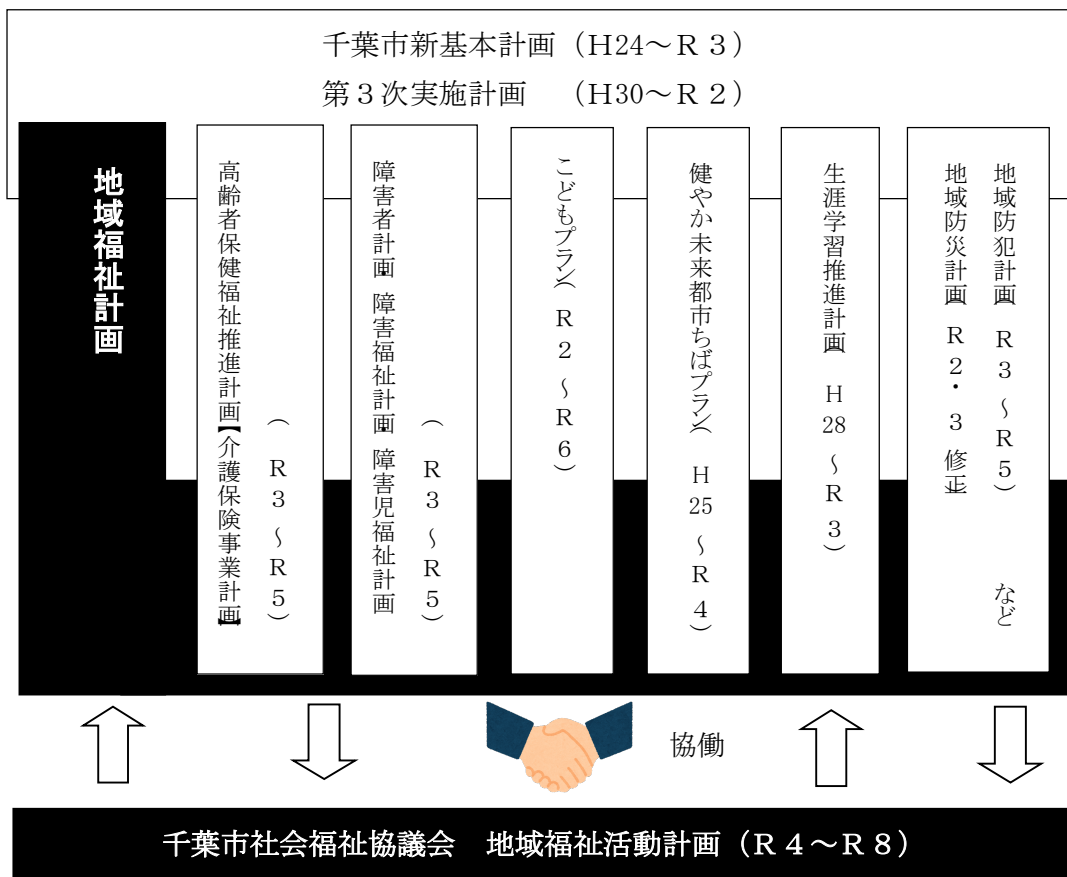 千葉市新基本計画（H24～R３）
第３次実施計画　（H30～R２）
地域福祉計画
高齢者保健福祉推進計画【介護保険事業計画】
（R３～R５）
障害者計画・障害福祉計画・障害児福祉計画
（R３～R５）
こどもプラン（R２～R６）
健やか未来都市ちばプラン（H25～R４）
生涯学習推進計画（H28～R３）
地域防犯計画（R３～R５）　など
地域防災計画（R２・３修正）
協働
千葉市社会福祉協議会　地域福祉活動計画（R４～R８）